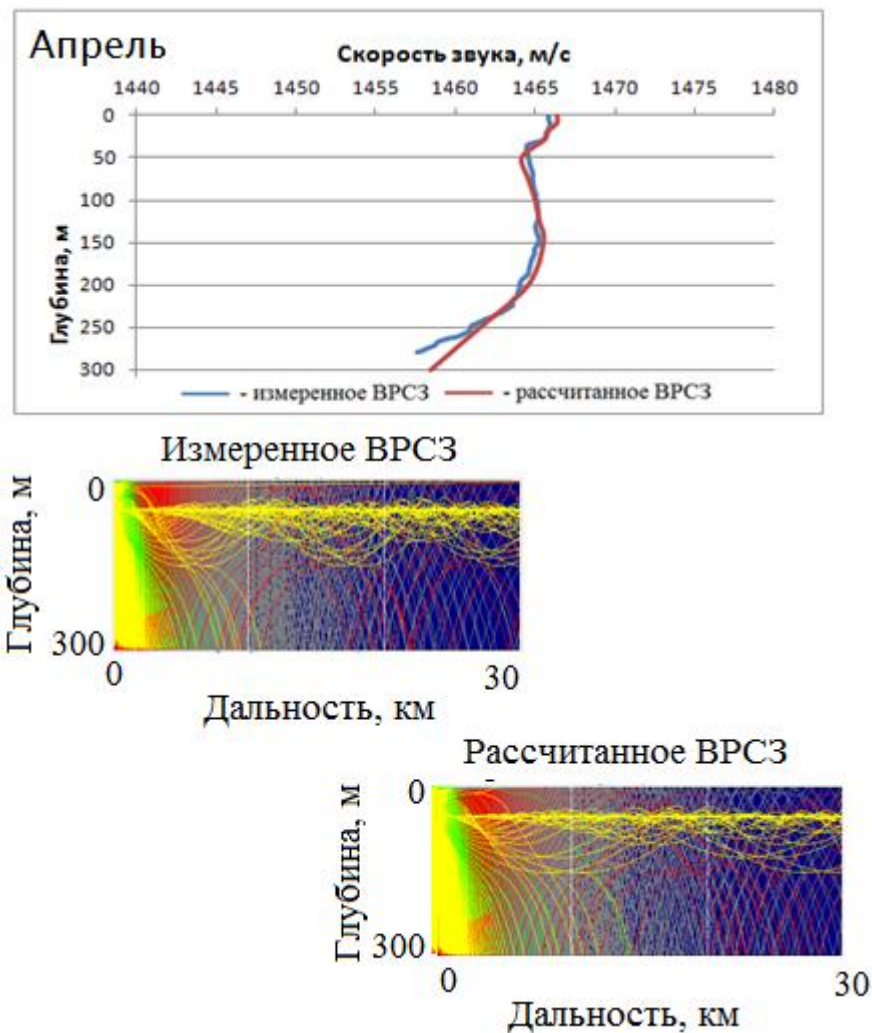 Апрель
Скорость звука, м/с
1440 1445 1450 1455 1460 1465 1470 1475 1480
0
50
100
150
200
250
300
Глубина, м
- измеренное ВРСЗ - рассчитанное ВРСЗ
Измеренное ВРСЗ
0
300
Глубина, м
0 30
Дальность, км
Рассчитанное ВРСЗ
0
300
Глубина, м
0 30
Дальность, км